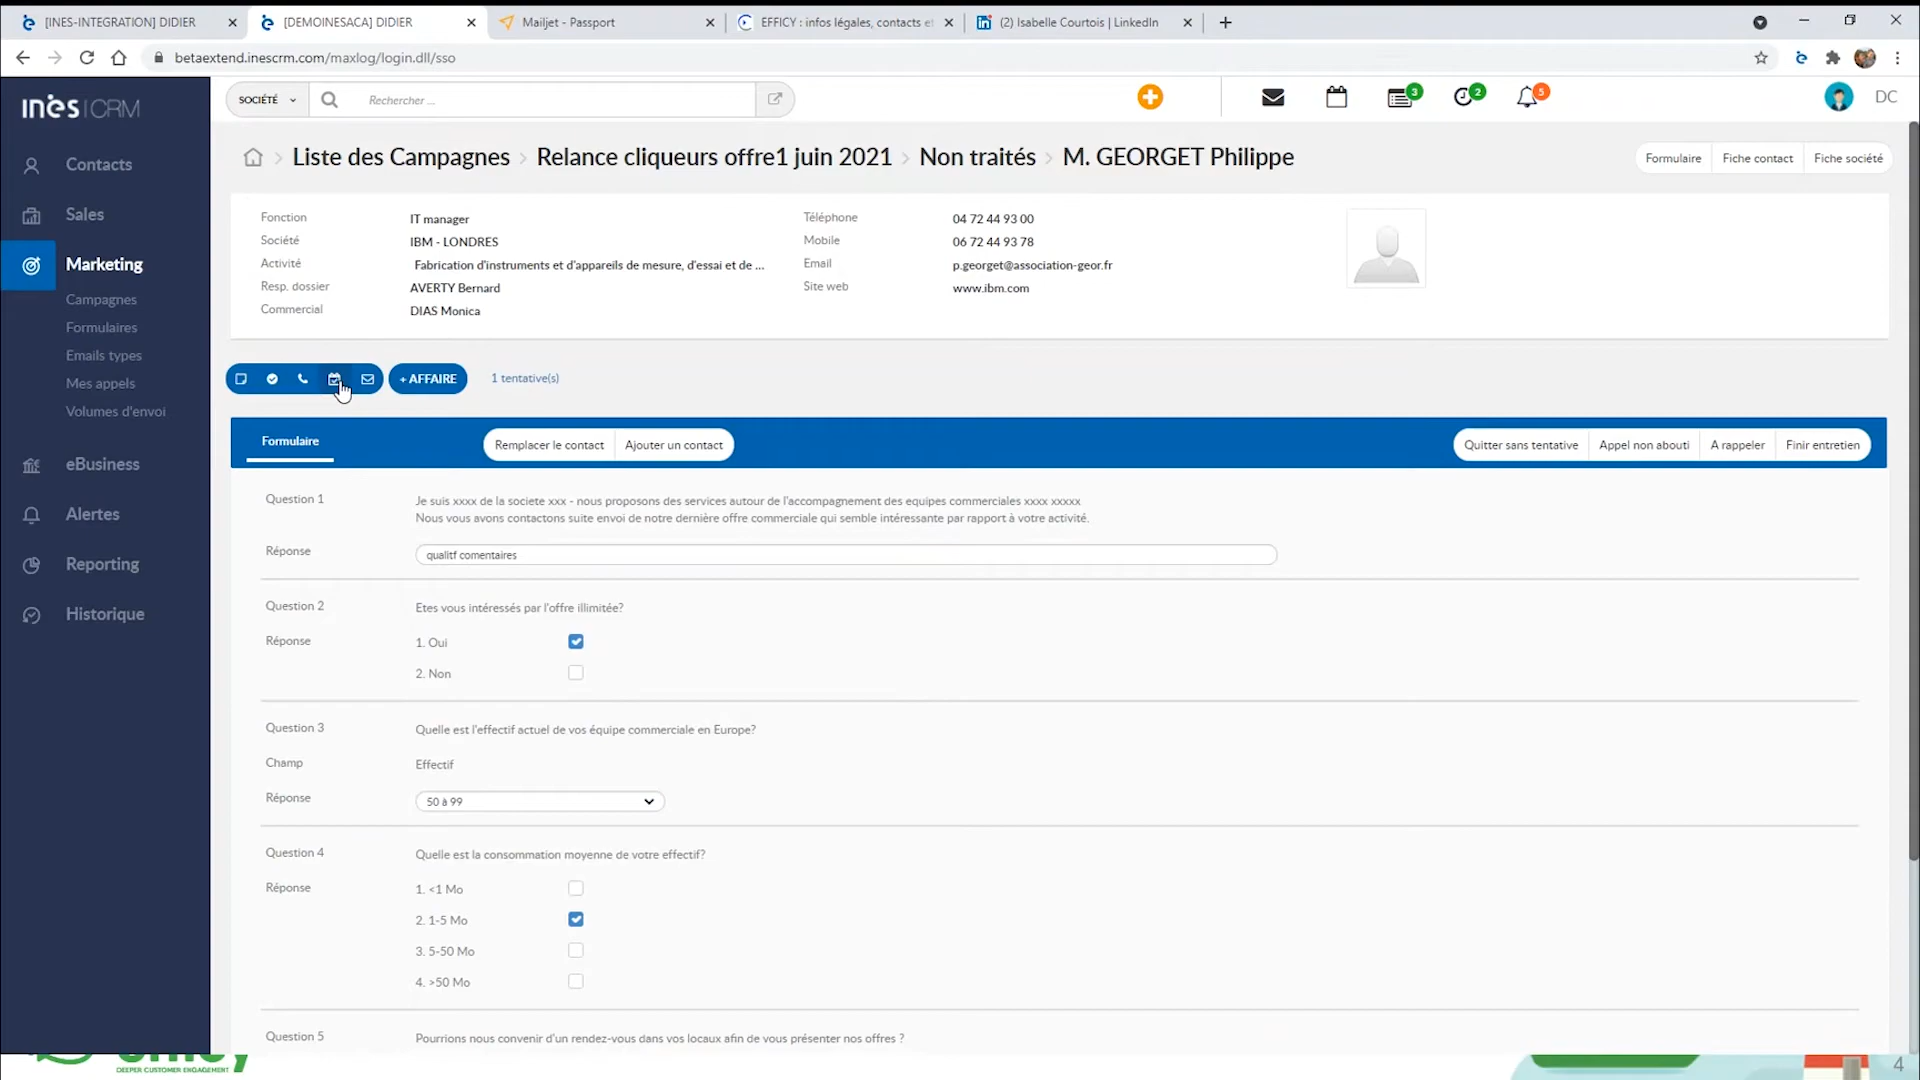 [INES-INTEGRATION] DIDIER
[DEMOINESACA] DIDIER
Mailjet - Passport
EFFICY : infos légales, contacts et
(2) Isabelle Courtois | LinkedIn
betaextend.inescrm.com/maxlog/login.dll/sso
inès CRM
SOCIÉTÉ
Rechercher ...
3
2
5
DC
Contacts
Sales
Marketing
Campagnes
Formulaires
Emails types
Mes appels
Volumes d'envoi
eBusiness
Alertes
Reporting
Historique
Liste des Campagnes > Relance cliqueurs offre1 juin 2021 > Non traités > M. GEORGET Philippe
Formulaire
Fiche contact
Fiche société
Fonction IT manager
Société IBM - LONDRES
Activité Fabrication d'instruments et d'appareils de mesure, d'essai et de ...
Resp. dossier AVERTY Bernard
Commercial DIAS Monica
Téléphone 04 72 44 93 00
Mobile 06 72 44 93 78
Email p.georget@association-geor.fr
Site web www.ibm.com
+ AFFAIRE
1 tentative(s)
Formulaire
Remplacer le contact
Ajouter un contact
Quitter sans tentative
Appel non abouti
A rappeler
Finir entretien
Question 1
Je suis xxxx de la societe xxx - nous proposons des services autour de l'accompagnement des equipes commerciales xxxx xxxxx
Nous vous avons contactons suite envoi de notre dernière offre commerciale qui semble intéressante par rapport à votre activité.
Réponse
qualitf comentaires
Question 2
Etes vous intéressés par l'offre illimitée?
Réponse
1. Oui
2. Non
Question 3
Quelle est l'effectif actuel de vos équipe commerciale en Europe?
Champ
Effectif
Réponse
50 à 99
Question 4
Quelle est la consommation moyenne de votre effectif?
Réponse
1. <1 Mo
2. 1-5 Mo
3. 5-50 Mo
4. >50 Mo
Question 5
Pourrions nous convenir d'un rendez-vous dans vos locaux afin de vous présenter nos offres ?
DEEPER CUSTOMER ENGAGEMENT
4